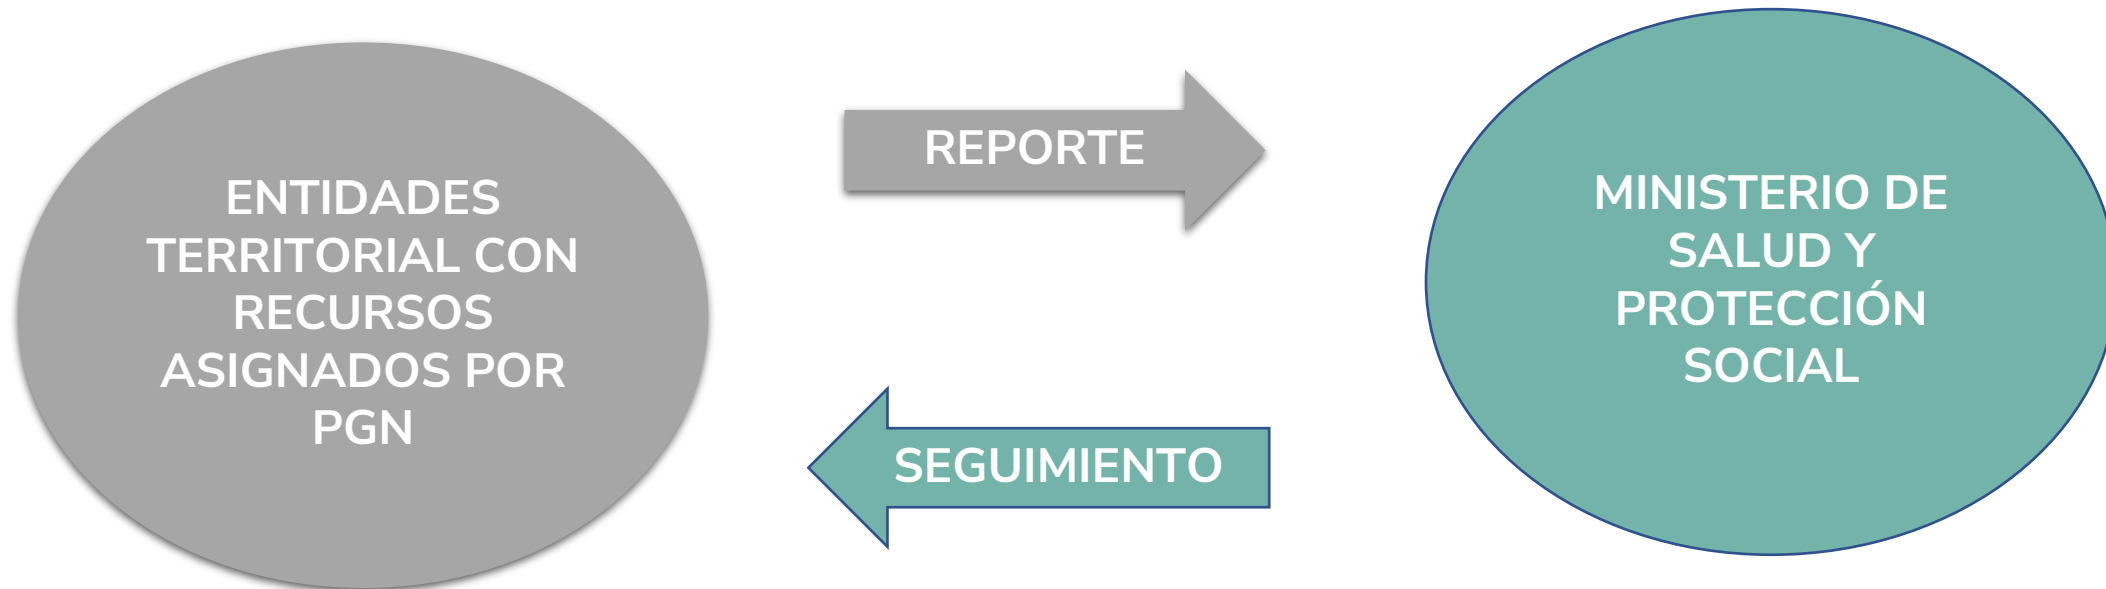 ENTIDADES
TERRITORIAL CON
RECURSOS
ASIGNADOS POR
PGN
REPORTE
SEGUIMIENTO
MINISTERIO DE
SALUD Y
PROTECCIÓN
SOCIAL